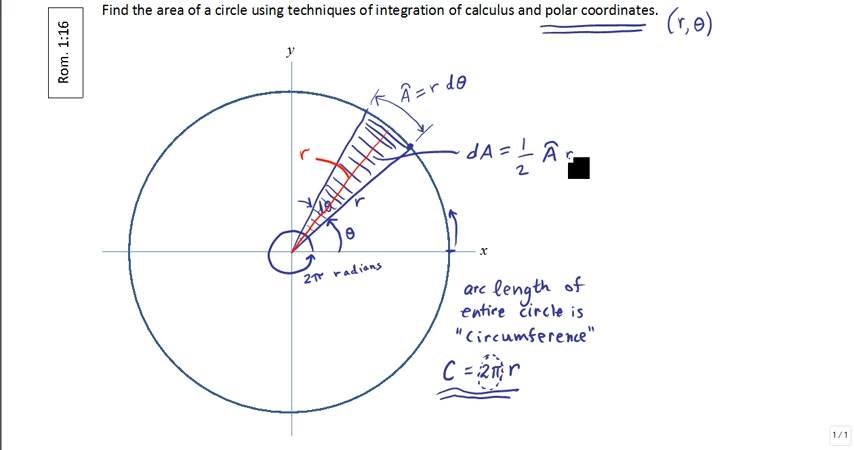 Find the area of a circle using techniques of integration of calculus and polar coordinates. (r, θ)
Rom. 1:16
y
Â = r dθ
r
dA = 1/2 Â r
dθ
r
θ
x
2π radians
arc length of
entire circle is
"Circumference"
C = 2π r
1 / 1